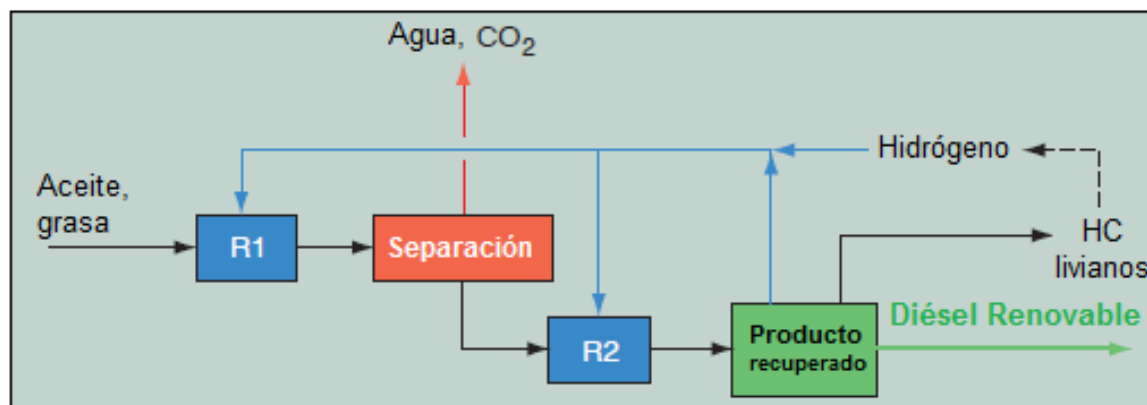 Agua, CO2
Hidrógeno
Aceite,
grasa
R1
Separación
HC
livianos
Diésel Renovable
R2
Producto
recuperado